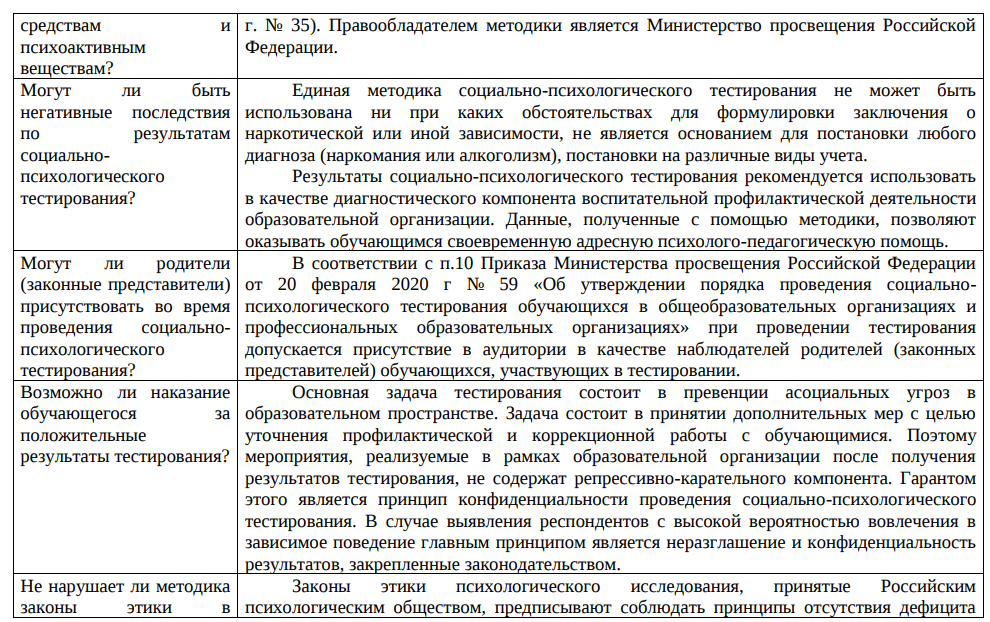 средствам и
психоактивным
веществам?
г. № 35). Правообладателем методики является Министерство просвещения Российской
Федерации.
Могут ли быть
негативные последствия
по результатам
социально-
психологического
тестирования?
Единая методика социально-психологического тестирования не может быть
использована ни при каких обстоятельствах для формулировки заключения о
наркотической или иной зависимости, не является основанием для постановки любого
диагноза (наркомания или алкоголизм), постановки на различные виды учета.
Результаты социально-психологического тестирования рекомендуется использовать
в качестве диагностического компонента воспитательной профилактической деятельности
образовательной организации. Данные, полученные с помощью методики, позволяют
оказывать обучающимся своевременную адресную психолого-педагогическую помощь.
Могут ли родители
(законные представители)
присутствовать во время
проведения социально-
психологического
тестирования?
В соответствии с п.10 Приказа Министерства просвещения Российской Федерации
от 20 февраля 2020 г № 59 «Об утверждении порядка проведения социально-
психологического тестирования обучающихся в общеобразовательных организациях и
профессиональных образовательных организациях» при проведении тестирования
допускается присутствие в аудитории в качестве наблюдателей родителей (законных
представителей) обучающихся, участвующих в тестировании.
Возможно ли наказание
обучающегося за
положительные
результаты тестирования?
Основная задача тестирования состоит в превенции асоциальных угроз в
образовательном пространстве. Задача состоит в принятии дополнительных мер с целью
уточнения профилактической и коррекционной работы с обучающимися. Поэтому
мероприятия, реализуемые в рамках образовательной организации после получения
результатов тестирования, не содержат репрессивно-карательного компонента. Гарантом
этого является принцип конфиденциальности проведения социально-психологического
тестирования. В случае выявления респондентов с высокой вероятностью вовлечения в
зависимое поведение главным принципом является неразглашение и конфиденциальность
результатов, закрепленные законодательством.
Не нарушает ли методика
законы этики в
Законы этики психологического исследования, принятые Российским
психологическим обществом, предписывают соблюдать принципы отсутствия дефицита